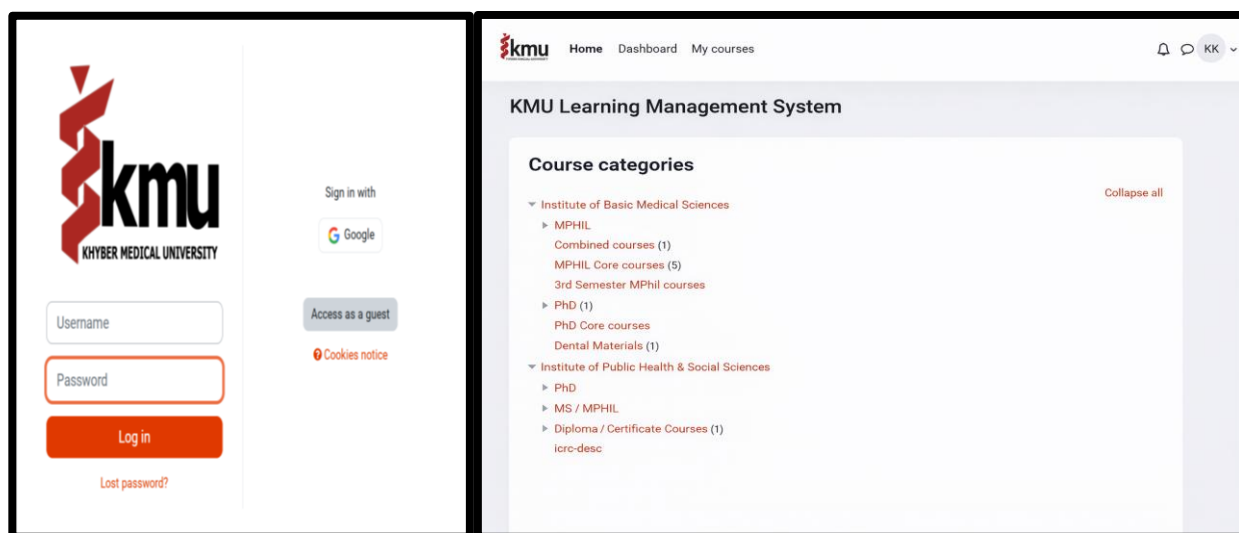 kmu
KHYBER MEDICAL UNIVERSITY
Username
Password
Log in
Lost password?
Sign in with
Google
Access as a guest
Cookies notice
kmu Home Dashboard My courses KK
KMU Learning Management System
Course categories
Collapse all
Institute of Basic Medical Sciences
MPHIL
Combined courses (1)
MPHIL Core courses (5)
3rd Semester MPhil courses
PhD (1)
PhD Core courses
Dental Materials (1)
Institute of Public Health & Social Sciences
PhD
MS / MPHIL
Diploma / Certificate Courses (1)
icrc-desc